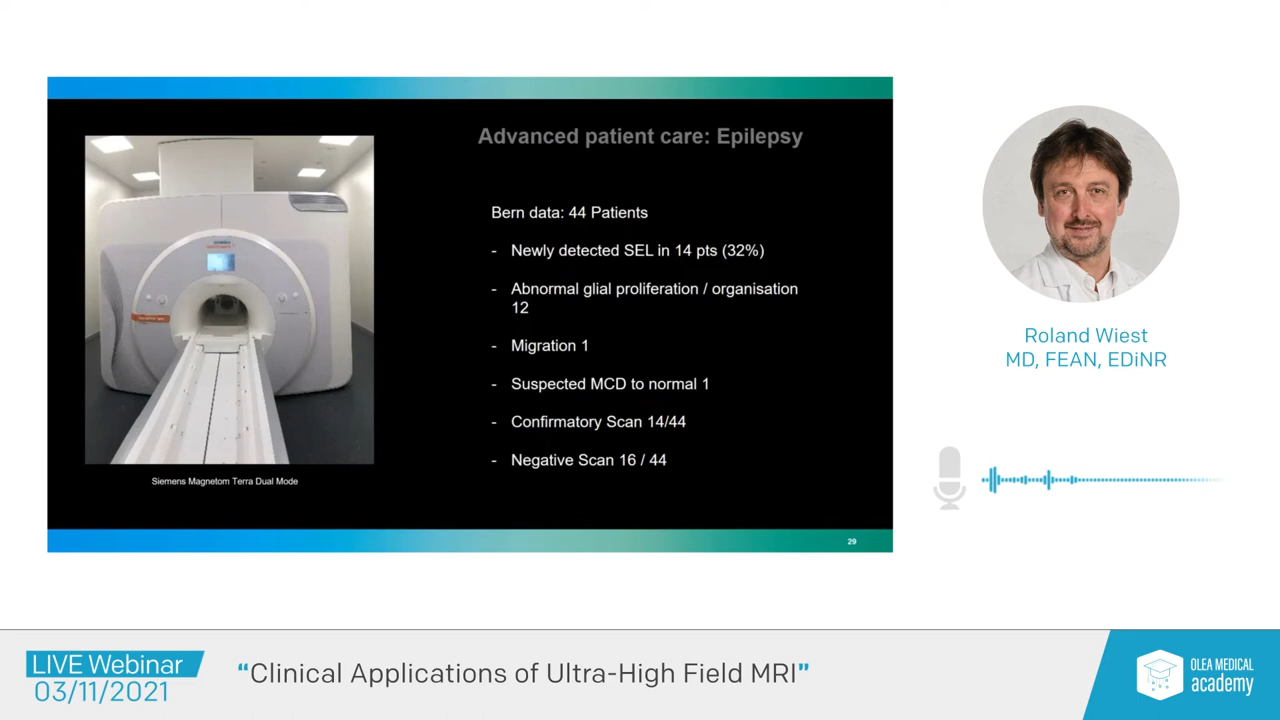 Advanced patient care: Epilepsy
Bern data: 44 Patients
- Newly detected SEL in 14 pts (32%)
- Abnormal glial proliferation / organisation
12
- Migration 1
- Suspected MCD to normal 1
- Confirmatory Scan 14/44
- Negative Scan 16 / 44
Siemens Magnetom Terra Dual Mode
29
Roland Wiest
MD, FEAN, EDiNR
LIVE Webinar
03/11/2021
“Clinical Applications of Ultra-High Field MRI”
OLEA MEDICAL
academy